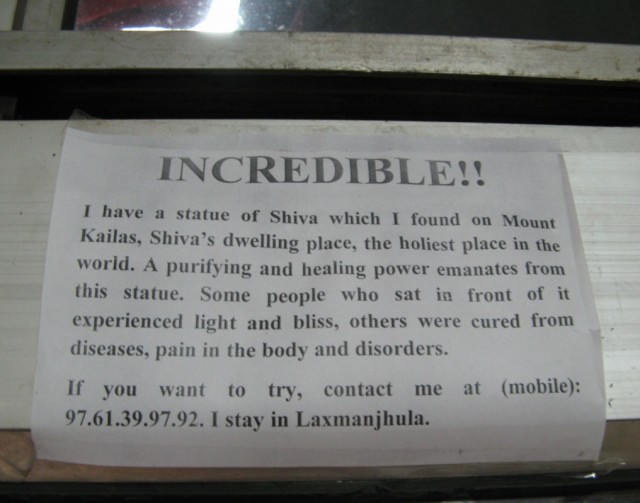 INCREDIBLE!!
I have a statue of Shiva which I found on Mount
Kailas, Shiva's dwelling place, the holiest place in the
world. A purifying and healing power emanates from
this statue. Some people who sat in front of it
experienced light and bliss, others were cured from
diseases, pain in the body and disorders.
If you want to try, contact me at (mobile):
97.61.39.97.92. I stay in Laxmanjhula.